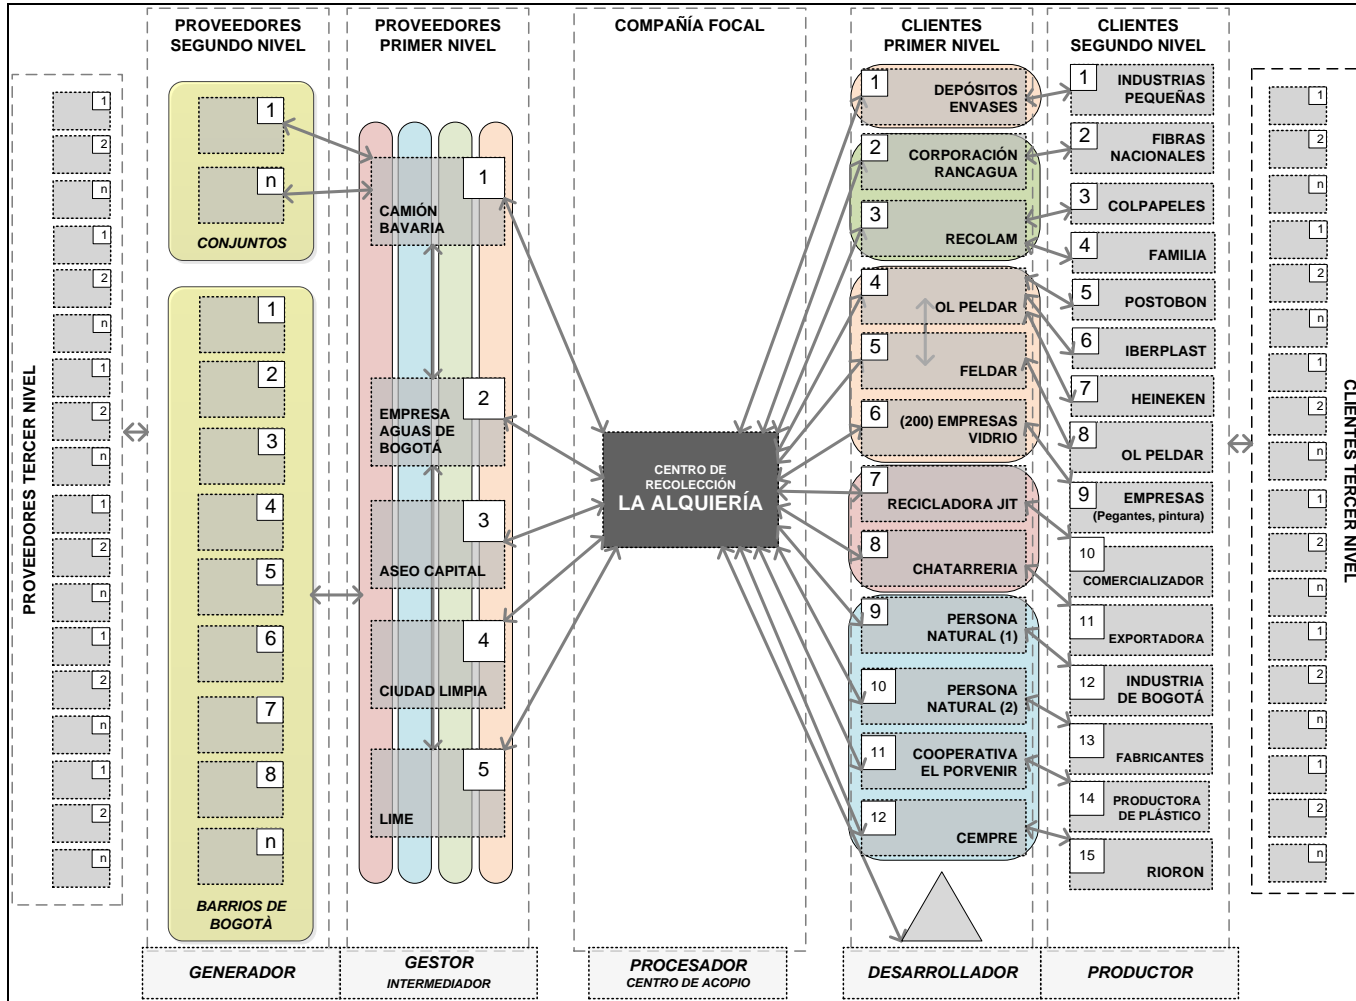 PROVEEDORES
SEGUNDO NIVEL
PROVEEDORES
PRIMER NIVEL
COMPAÑÍA FOCAL
CLIENTES
PRIMER NIVEL
CLIENTES
SEGUNDO NIVEL
PROVEEDORES TERCER NIVEL
1
2
n
1
2
n
1
2
n
1
2
n
1
2
n
1
2
n
1
n
CONJUNTOS
1
2
3
4
5
6
7
8
n
BARRIOS DE
BOGOTÀ
1
CAMIÓN
BAVARIA
2
EMPRESA
AGUAS DE
BOGOTÁ
3
ASEO CAPITAL
4
CIUDAD LIMPIA
5
LIME
CENTRO DE
RECOLECCIÓN
LA ALQUIERÍA
1
DEPÓSITOS
ENVASES
2
CORPORACIÓN
RANCAGUA
3
RECOLAM
4
OL PELDAR
5
FELDAR
6
(200) EMPRESAS
VIDRIO
7
RECICLADORA JIT
8
CHATARRERIA
9
PERSONA
NATURAL (1)
10
PERSONA
NATURAL (2)
11
COOPERATIVA
EL PORVENIR
12
CEMPRE
1
INDUSTRIAS
PEQUEÑAS
2
FIBRAS
NACIONALES
3
COLPAPELES
4
FAMILIA
5
POSTOBON
6
IBERPLAST
7
HEINEKEN
8
OL PELDAR
9
EMPRESAS
(Pegantes, pintura)
10
COMERCIALIZADOR
11
EXPORTADORA
12
INDUSTRIA
DE BOGOTÁ
13
FABRICANTES
14
PRODUCTORA
DE PLÁSTICO
15
RIORON
1
2
n
1
2
n
1
2
n
1
2
n
1
2
n
1
2
n
CLIENTES TERCER NIVEL
GENERADOR
GESTOR
INTERMEDIADOR
PROCESADOR
CENTRO DE ACOPIO
DESARROLLADOR
PRODUCTOR